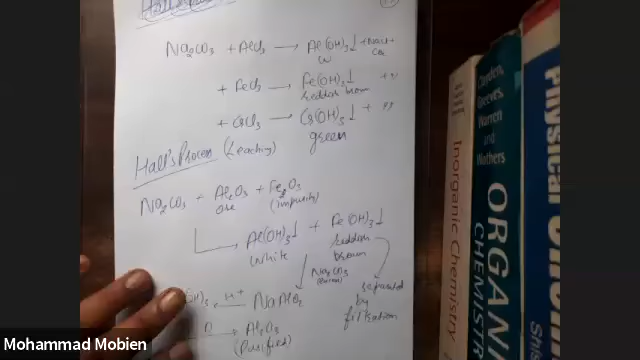 Hall's Process
Na2CO3 + AlCl3 → Al(OH)3↓ + NaCl +
W CO2
+ FeCl3 → Fe(OH)3↓ + "
reddish brown
+ CrCl3 → Cr(OH)3↓ + "
green
Hall's Process (Leaching)
Na2CO3 + Al2O3 + Fe2O3
Ore (impurity)
→ Al(OH)3↓ + Fe(OH)3↓
White reddish
brown
Na2CO3
H+ NaAlO2 separated
by
filtration
Δ → Al2O3
(Purified)
Inorganic Chemistry
Clayden,
Greeves,
Warren
and
Wothers
ORGANIC
CHEMISTRY
Physical
Mohammad Mobien